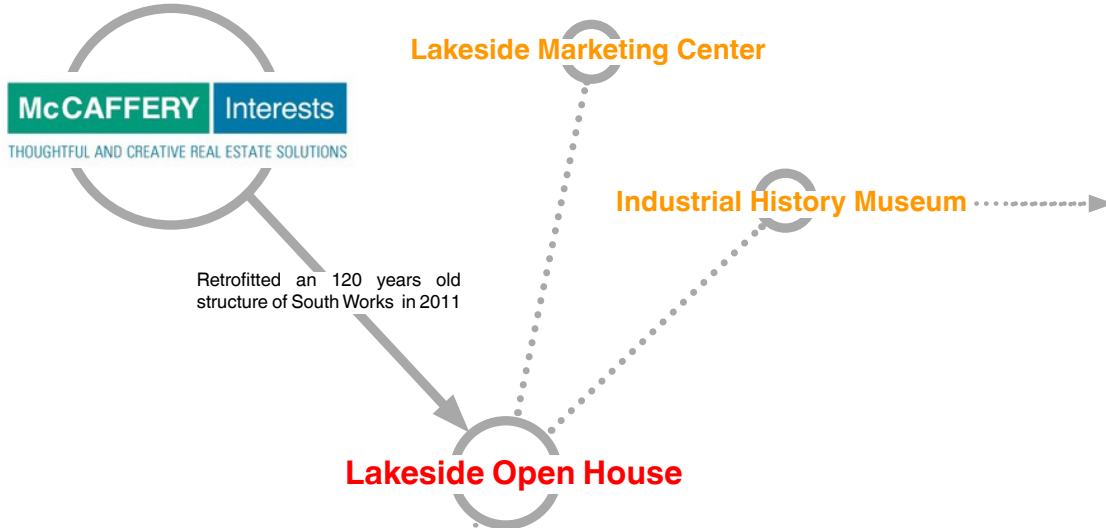 Lakeside Marketing Center
McCAFFERY Interests
THOUGHTFUL AND CREATIVE REAL ESTATE SOLUTIONS
Industrial History Museum
Retrofitted an 120 years old
structure of South Works in 2011
Lakeside Open House